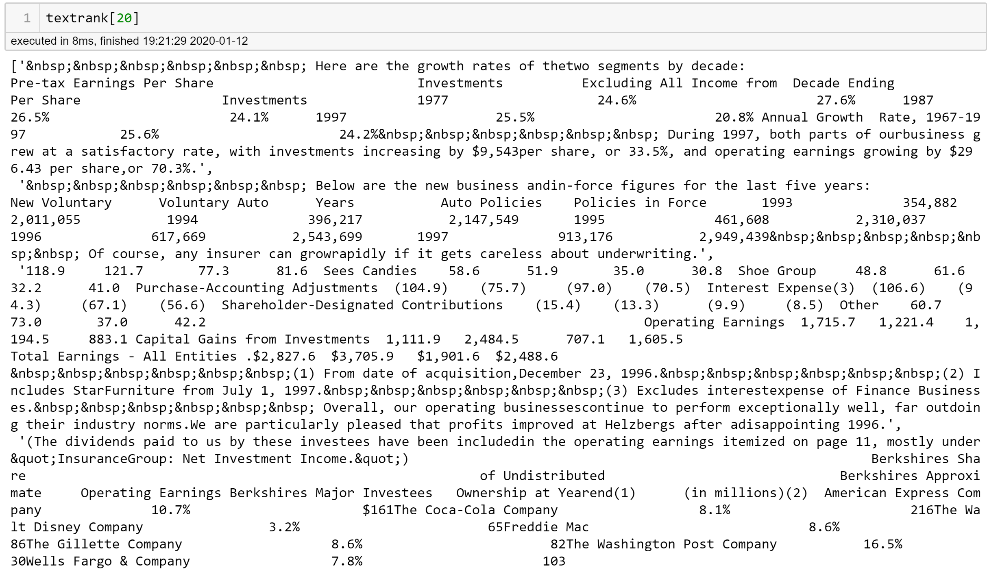 1 textrank[20]
executed in 8ms, finished 19:21:29 2020-01-12
['&nbsp;&nbsp;&nbsp;&nbsp;&nbsp;&nbsp; Here are the growth rates of thetwo segments by decade:
Pre-tax Earnings Per Share                          Investments          Excluding All Income from  Decade Ending
Per Share                  Investments              1977                   24.6%                       27.6%      1987
26.5%                       24.1%      1997                   25.5%                       20.8% Annual Growth  Rate, 1967-19
97            25.6%                       24.2%&nbsp;&nbsp;&nbsp;&nbsp;&nbsp;&nbsp; During 1997, both parts of ourbusiness g
rew at a satisfactory rate, with investments increasing by $9,543per share, or 33.5%, and operating earnings growing by $29
6.43 per share,or 70.3%.',
 '&nbsp;&nbsp;&nbsp;&nbsp;&nbsp;&nbsp; Below are the new business andin-force figures for the last five years:
New Voluntary      Voluntary Auto      Years           Auto Policies    Policies in Force       1993              354,882
2,011,055           1994              396,217           2,147,549       1995              461,608           2,310,037
1996              617,669           2,543,699       1997              913,176           2,949,439&nbsp;&nbsp;&nbsp;&nbsp;&nb
sp;&nbsp; Of course, any insurer can growrapidly if it gets careless about underwriting.',
 '118.9     121.7       77.3      81.6  Sees Candies    58.6      51.9       35.0      30.8  Shoe Group     48.8      61.6
32.2      41.0  Purchase-Accounting Adjustments  (104.9)    (75.7)     (97.0)    (70.5)  Interest Expense(3)  (106.6)    (9
4.3)     (67.1)    (56.6)  Shareholder-Designated Contributions    (15.4)    (13.3)      (9.9)     (8.5)  Other    60.7
73.0       37.0      42.2                                                        Operating Earnings  1,715.7   1,221.4    1,
194.5     883.1 Capital Gains from Investments  1,111.9   2,484.5      707.1   1,605.5
Total Earnings - All Entities .$2,827.6  $3,705.9   $1,901.6  $2,488.6
&nbsp;&nbsp;&nbsp;&nbsp;&nbsp;&nbsp;(1) From date of acquisition,December 23, 1996.&nbsp;&nbsp;&nbsp;&nbsp;&nbsp;&nbsp;(2) I
ncludes StarFurniture from July 1, 1997.&nbsp;&nbsp;&nbsp;&nbsp;&nbsp;&nbsp;(3) Excludes interestexpense of Finance Business
es.&nbsp;&nbsp;&nbsp;&nbsp;&nbsp;&nbsp; Overall, our operating businessescontinue to perform exceptionally well, far outdoin
g their industry norms.We are particularly pleased that profits improved at Helzbergs after adisappointing 1996.',
 '(The dividends paid to us by these investees have been includedin the operating earnings itemized on page 11, mostly under
&quot;InsuranceGroup: Net Investment Income.&quot;)                                                           Berkshires Sha
re                                                          of Undistributed                              Berkshires Approxi
mate     Operating Earnings Berkshires Major Investees   Ownership at Yearend(1)      (in millions)(2)  American Express Com
pany              10.7%                      $161The Coca-Cola Company                  8.1%                       216The Wa
lt Disney Company                3.2%                        65Freddie Mac                            8.6%
86The Gillette Company                   8.6%                        82The Washington Post Company           16.5%
30Wells Fargo & Company                  7.8%                       103